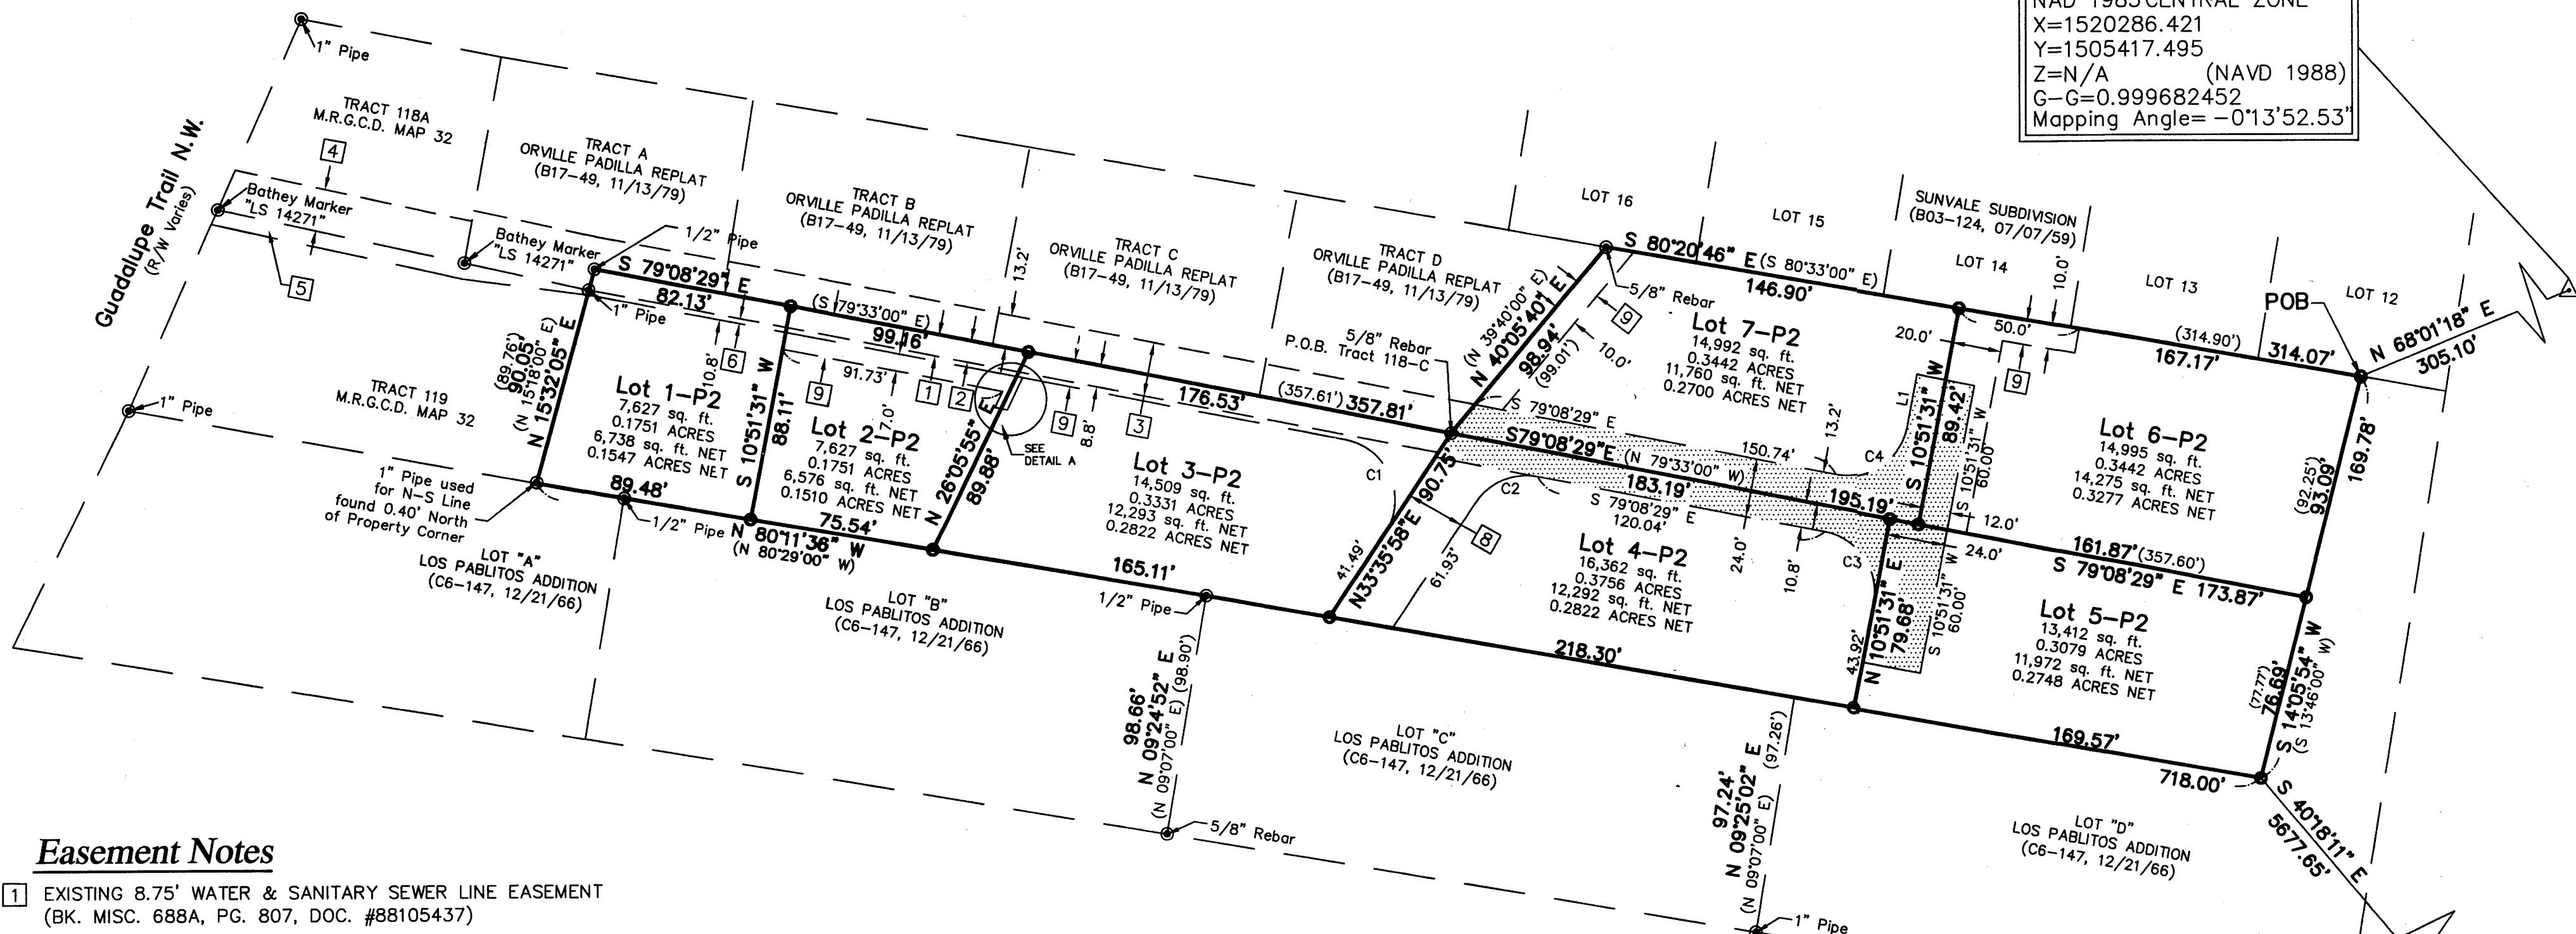 NAD 1983 CENTRAL ZONE
X=1520286.421
Y=1505417.495
Z=N/A (NAVD 1988)
G-G=0.999682452
Mapping Angle= -0°13'52.53"
1" Pipe
TRACT 118A
M.R.G.C.D. MAP 32
4
Guadalupe Trail N.W.
(R/W Varies)
Bathey Marker
"LS 14271"
5
Bathey Marker
"LS 14271"
1/2" Pipe
1" Pipe
TRACT A
ORVILLE PADILLA REPLAT
(B17-49, 11/13/79)
TRACT B
ORVILLE PADILLA REPLAT
(B17-49, 11/13/79)
13.2'
TRACT C
ORVILLE PADILLA REPLAT
(B17-49, 11/13/79)
TRACT D
ORVILLE PADILLA REPLAT
(B17-49, 11/13/79)
LOT 16
LOT 15
SUNVALE SUBDIVISION
(B03-124, 07/07/59)
LOT 14
10.0'
LOT 13
LOT 12
POB
N 68°01'18" E
305.10'
S 79°08'29" E
82.13'
(S 79°33'00" E)
99.16'
176.53'
(357.61')
357.81'
5/8" Rebar
P.O.B. Tract 118-C
(N 39°40'00" E)
N 40°05'40" E
98.94'
(99.01')
9
10.0'
5/8" Rebar
S 80°20'46" E
(S 80°33'00" E)
146.90'
20.0'
50.0'
9
(314.90')
167.17'
314.07'
(89.76')
90.05'
(N 15°18'00" E)
N 15°32'05" E
TRACT 119
M.R.G.C.D. MAP 32
1" Pipe
Lot 1-P2
7,627 sq. ft.
0.1751 ACRES
6,738 sq. ft. NET
0.1547 ACRES NET
10.8'
6
S 10°51'31" W
88.11'
9
91.73'
7.0'
1
2
Lot 2-P2
7,627 sq. ft.
0.1751 ACRES
6,576 sq. ft. NET
0.1510 ACRES NET
N 26°05'55" E
89.88'
SEE
DETAIL A
9
8.8'
3
Lot 3-P2
14,509 sq. ft.
0.3331 ACRES
12,293 sq. ft. NET
0.2822 ACRES NET
C1
41.49'
N33°35'58"E
90.75'
61.93'
C2
8
Lot 7-P2
14,992 sq. ft.
0.3442 ACRES
11,760 sq. ft. NET
0.2700 ACRES NET
S 79°08'29" E
150.74'
13.2'
C4
L1
S 10°51'31" W
89.42'
S 10°51'31" W
60.00'
S79°08'29"E
(N 79°33'00" W)
183.19'
195.19'
S 79°08'29" E
120.04'
24.0'
10.8'
C3
12.0'
24.0'
Lot 6-P2
14,995 sq. ft.
0.3442 ACRES
14,275 sq. ft. NET
0.3277 ACRES NET
(92.25')
93.09'
169.78'
161.87'
(357.60')
S 79°08'29" E 173.87'
Lot 4-P2
16,362 sq. ft.
0.3756 ACRES
12,292 sq. ft. NET
0.2822 ACRES NET
43.92'
N 10°51'31" E
79.68'
S 10°51'31" W
60.00'
Lot 5-P2
13,412 sq. ft.
0.3079 ACRES
11,972 sq. ft. NET
0.2748 ACRES NET
(77.77')
76.69'
S 14°05'54" W
(S 13°46'00" W)
1" Pipe used
for N-S Line
found 0.40' North
of Property Corner
89.48'
1/2" Pipe
N 80°11'36" W
(N 80°29'00" W)
75.54'
165.11'
1/2" Pipe
218.30'
169.57'
718.00'
LOT "A"
LOS PABLITOS ADDITION
(C6-147, 12/21/66)
LOT "B"
LOS PABLITOS ADDITION
(C6-147, 12/21/66)
98.66'
N 09°24'52" E
(N 09°07'00" E)
(98.90')
5/8" Rebar
LOT "C"
LOS PABLITOS ADDITION
(C6-147, 12/21/66)
97.24'
N 09°25'02" E
(N 09°07'00" E)
(97.26')
1" Pipe
LOT "D"
LOS PABLITOS ADDITION
(C6-147, 12/21/66)
S 40°18'11" E
5677.65'
Easement Notes
1 EXISTING 8.75' WATER & SANITARY SEWER LINE EASEMENT
(BK. MISC. 688A, PG. 807, DOC. #88105437)